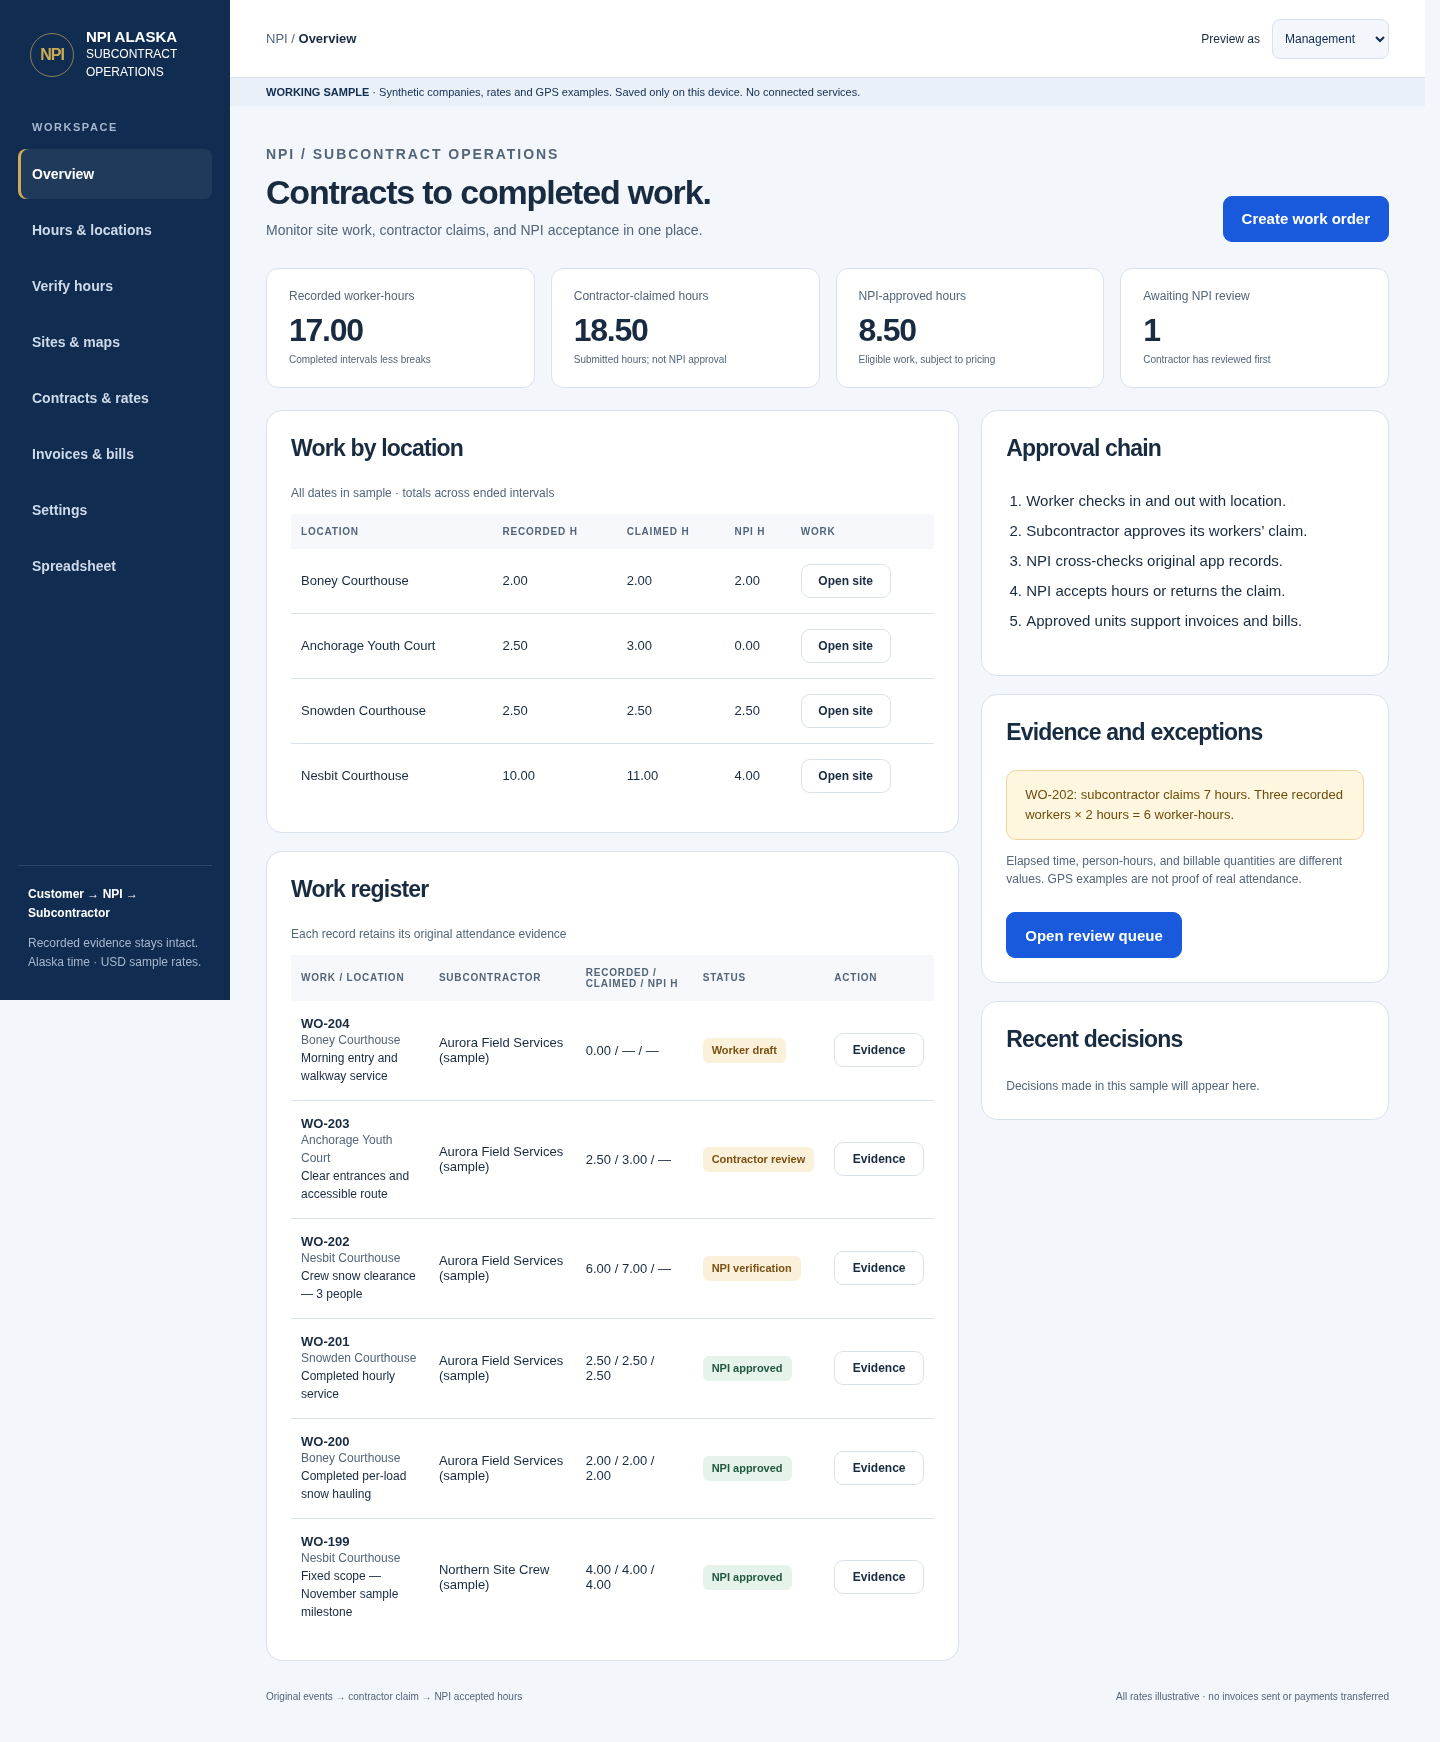 NPI
NPI ALASKA
SUBCONTRACT
OPERATIONS
WORKSPACE
Overview
Hours & locations
Verify hours
Sites & maps
Contracts & rates
Invoices & bills
Settings
Spreadsheet
Customer → NPI →
Subcontractor
Recorded evidence stays intact.
Alaska time · USD sample rates.
NPI / Overview
Preview as
Management
WORKING SAMPLE · Synthetic companies, rates and GPS examples. Saved only on this device. No connected services.
NPI / SUBCONTRACT OPERATIONS
Contracts to completed work.
Monitor site work, contractor claims, and NPI acceptance in one place.
Create work order
Recorded worker-hours
17.00
Completed intervals less breaks
Contractor-claimed hours
18.50
Submitted hours; not NPI approval
NPI-approved hours
8.50
Eligible work, subject to pricing
Awaiting NPI review
1
Contractor has reviewed first
Work by location
All dates in sample · totals across ended intervals
LOCATION RECORDED H CLAIMED H NPI H WORK
Boney Courthouse 2.00 2.00 2.00 Open site
Anchorage Youth Court 2.50 3.00 0.00 Open site
Snowden Courthouse 2.50 2.50 2.50 Open site
Nesbit Courthouse 10.00 11.00 4.00 Open site
Work register
Each record retains its original attendance evidence
WORK / LOCATION SUBCONTRACTOR RECORDED / CLAIMED / NPI H STATUS ACTION
WO-204
Boney Courthouse
Morning entry and
walkway service
Aurora Field Services
(sample)
0.00 / — / —
Worker draft
Evidence
WO-203
Anchorage Youth
Court
Clear entrances and
accessible route
Aurora Field Services
(sample)
2.50 / 3.00 / —
Contractor review
Evidence
WO-202
Nesbit Courthouse
Crew snow clearance
— 3 people
Aurora Field Services
(sample)
6.00 / 7.00 / —
NPI verification
Evidence
WO-201
Snowden Courthouse
Completed hourly
service
Aurora Field Services
(sample)
2.50 / 2.50 /
2.50
NPI approved
Evidence
WO-200
Boney Courthouse
Completed per-load
snow hauling
Aurora Field Services
(sample)
2.00 / 2.00 /
2.00
NPI approved
Evidence
WO-199
Nesbit Courthouse
Fixed scope —
November sample
milestone
Northern Site Crew
(sample)
4.00 / 4.00 /
4.00
NPI approved
Evidence
Approval chain
1. Worker checks in and out with location.
2. Subcontractor approves its workers’ claim.
3. NPI cross-checks original app records.
4. NPI accepts hours or returns the claim.
5. Approved units support invoices and bills.
Evidence and exceptions
WO-202: subcontractor claims 7 hours. Three recorded
workers × 2 hours = 6 worker-hours.
Elapsed time, person-hours, and billable quantities are different
values. GPS examples are not proof of real attendance.
Open review queue
Recent decisions
Decisions made in this sample will appear here.
Original events → contractor claim → NPI accepted hours
All rates illustrative · no invoices sent or payments transferred